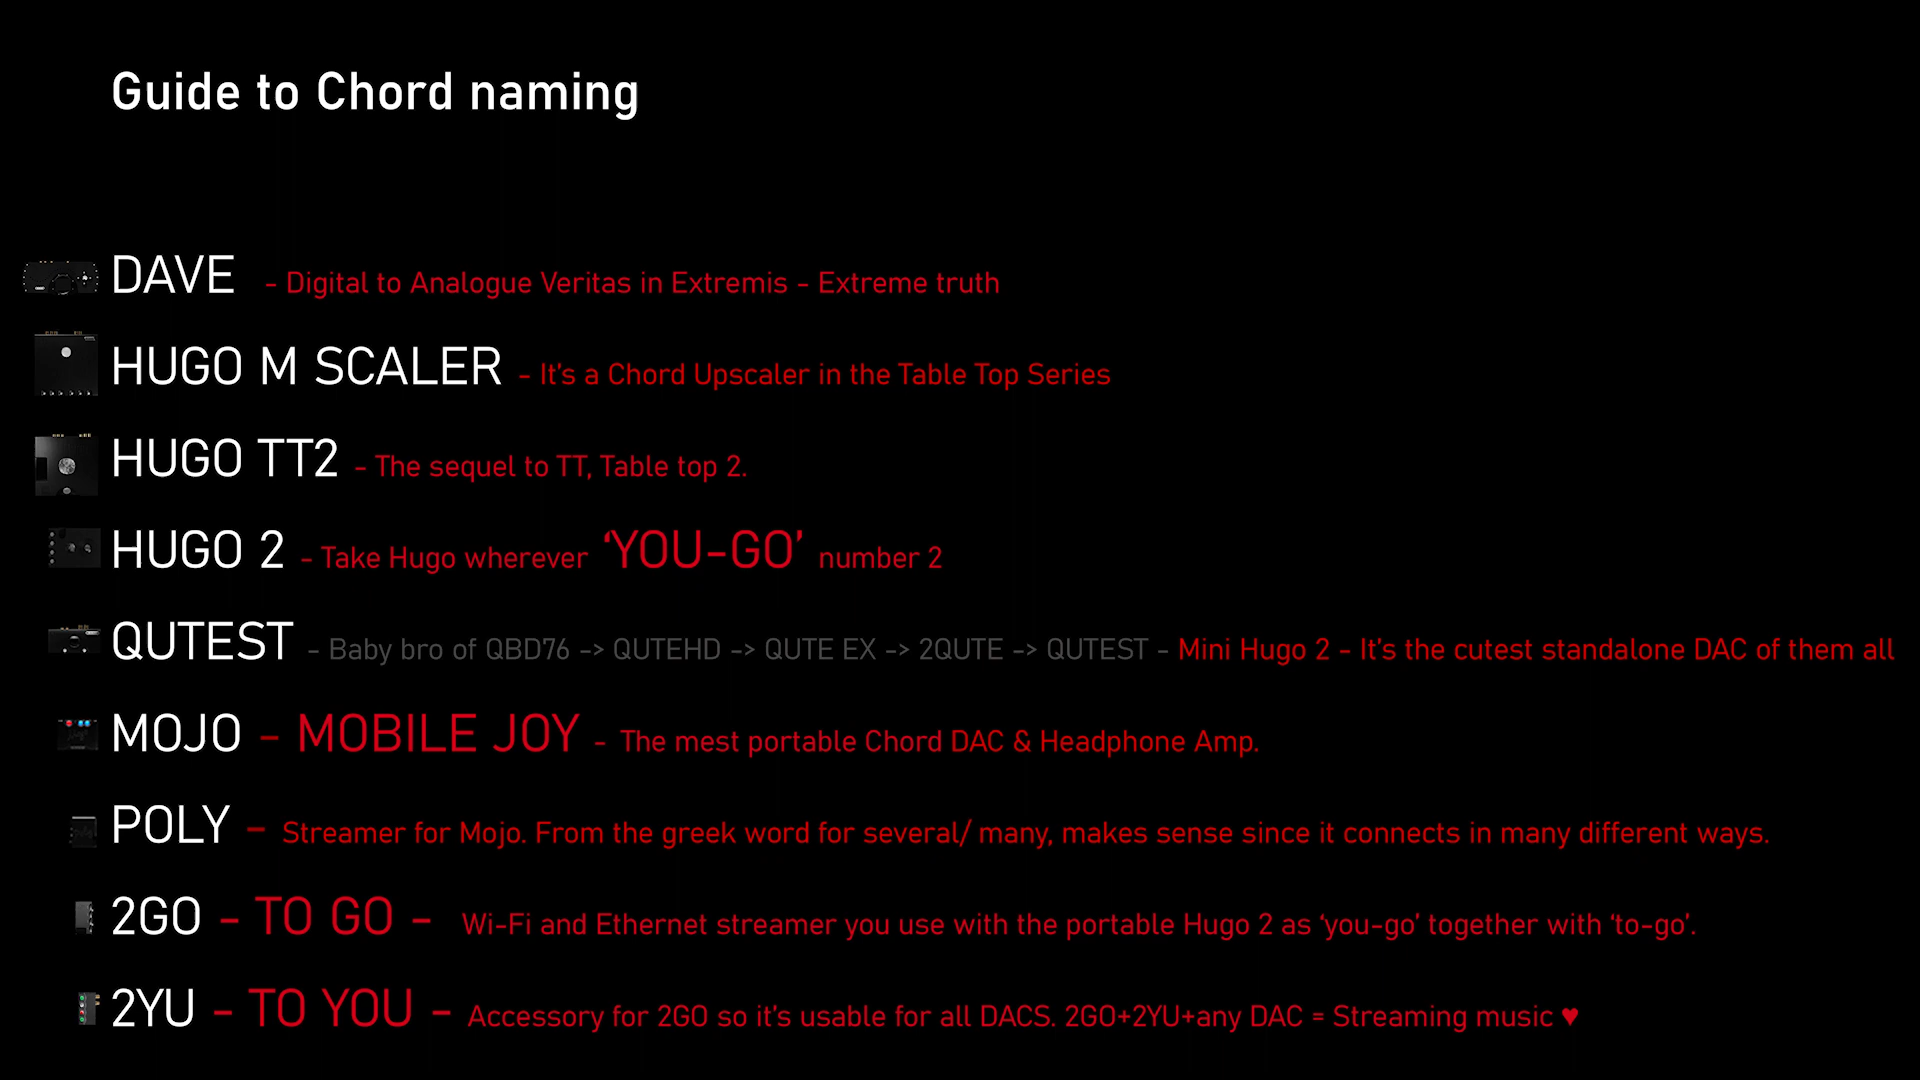 Guide to Chord naming
DAVE - Digital to Analogue Veritas in Extremis - Extreme truth
HUGO M SCALER - It's a Chord Upscaler in the Table Top Series
HUGO TT2 - The sequel to TT, Table top 2.
HUGO 2 - Take Hugo wherever ‘YOU-GO’ number 2
QUTEST - Baby bro of QBD76 -> QUTEHD -> QUTE EX -> 2QUTE -> QUTEST - Mini Hugo 2 - It's the cutest standalone DAC of them all
MOJO - MOBILE JOY - The mest portable Chord DAC & Headphone Amp.
POLY - Streamer for Mojo. From the greek word for several/ many, makes sense since it connects in many different ways.
2GO - TO GO - Wi-Fi and Ethernet streamer you use with the portable Hugo 2 as ‘you-go’ together with ‘to-go’.
2YU - TO YOU - Accessory for 2GO so it's usable for all DACS. 2GO+2YU+any DAC = Streaming music ♥